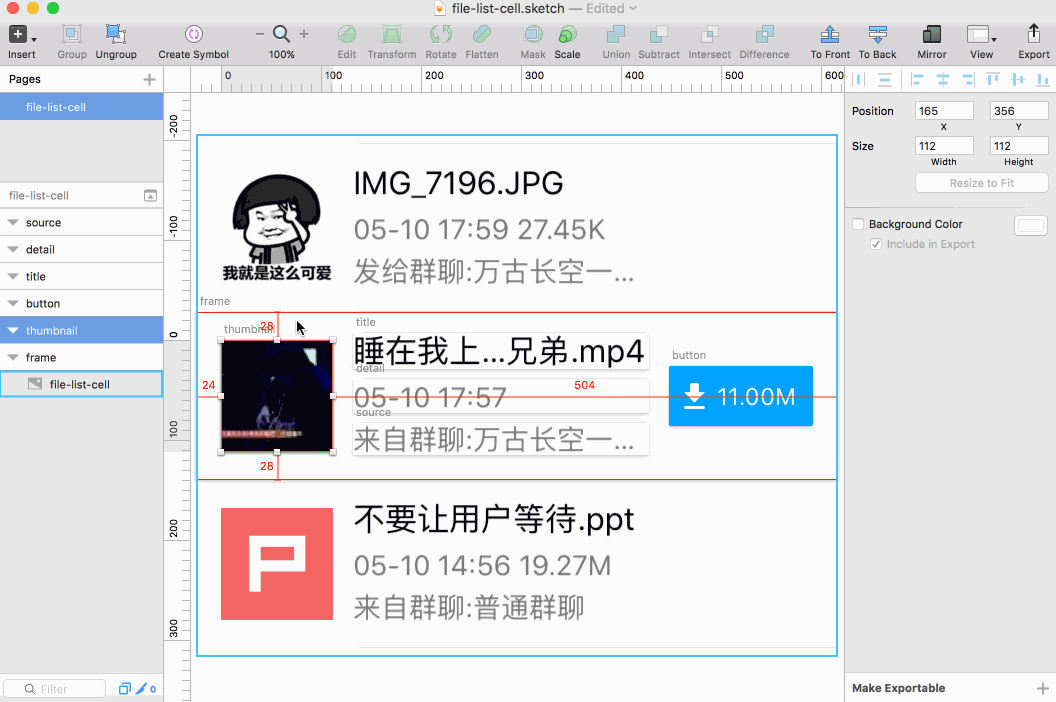 file-list-cell.sketch — Edited
Insert
Group
Ungroup
Create Symbol
100%
Edit
Transform
Rotate
Flatten
Mask
Scale
Union
Subtract
Intersect
Difference
To Front
To Back
Mirror
View
Export
Pages
file-list-cell
file-list-cell
source
detail
title
button
thumbnail
frame
file-list-cell
Filter
0
0
100
200
300
400
500
600
-200
-100
0
100
200
300
IMG_7196.JPG
05-10 17:59 27.45K
发给群聊:万古长空一...
我就是这么可爱
frame
thumbnail
28
title
睡在我上...兄弟.mp4
detail
05-10 17:57
source
来自群聊:万古长空一...
24
504
28
button
11.00M
不要让用户等待.ppt
05-10 14:56 19.27M
来自群聊:普通群聊
P
Position
165
356
X
Y
Size
112
112
Width
Height
Resize to Fit
Background Color
Include in Export
Make Exportable